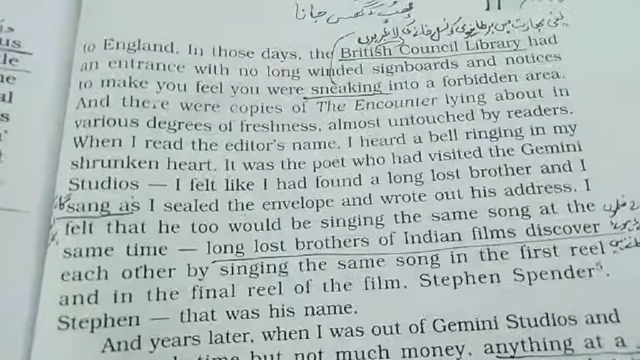 چھپ کر گھس جانا
to England. In those days, the British Council Library had
an entrance with no long winded signboards and notices
to make you feel you were sneaking into a forbidden area.
And there were copies of The Encounter lying about in
various degrees of freshness, almost untouched by readers.
When I read the editor's name, I heard a bell ringing in my
shrunken heart. It was the poet who had visited the Gemini
Studios — I felt like I had found a long lost brother and I
sang as I sealed the envelope and wrote out his address. I
felt that he too would be singing the same song at the
same time — long lost brothers of Indian films discover
each other by singing the same song in the first reel
and in the final reel of the film. Stephen Spender⁵.
Stephen — that was his name.
And years later, when I was out of Gemini Studios and
time but not much money, anything at a